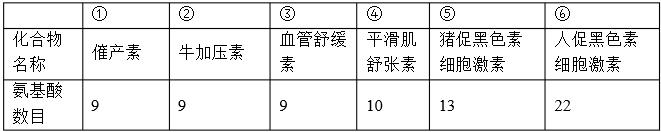 ① ② ③ ④ ⑤ ⑥
化合物名称 催产素 牛加压素 血管舒缓素 平滑肌舒张素 猪促黑色素细胞激素 人促黑色素细胞激素
氨基酸数目 9 9 9 10 13 22